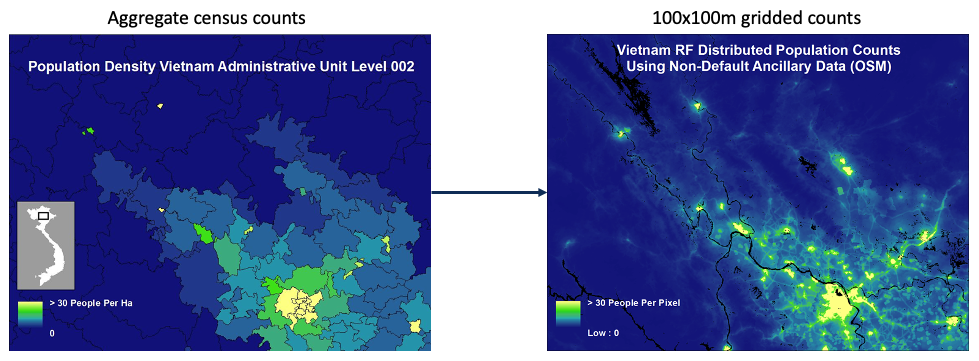 Aggregate census counts
100x100m gridded counts
Population Density Vietnam Administrative Unit Level 002
Vietnam RF Distributed Population Counts
Using Non-Default Ancillary Data (OSM)
> 30 People Per Ha
0
> 30 People Per Pixel
Low : 0